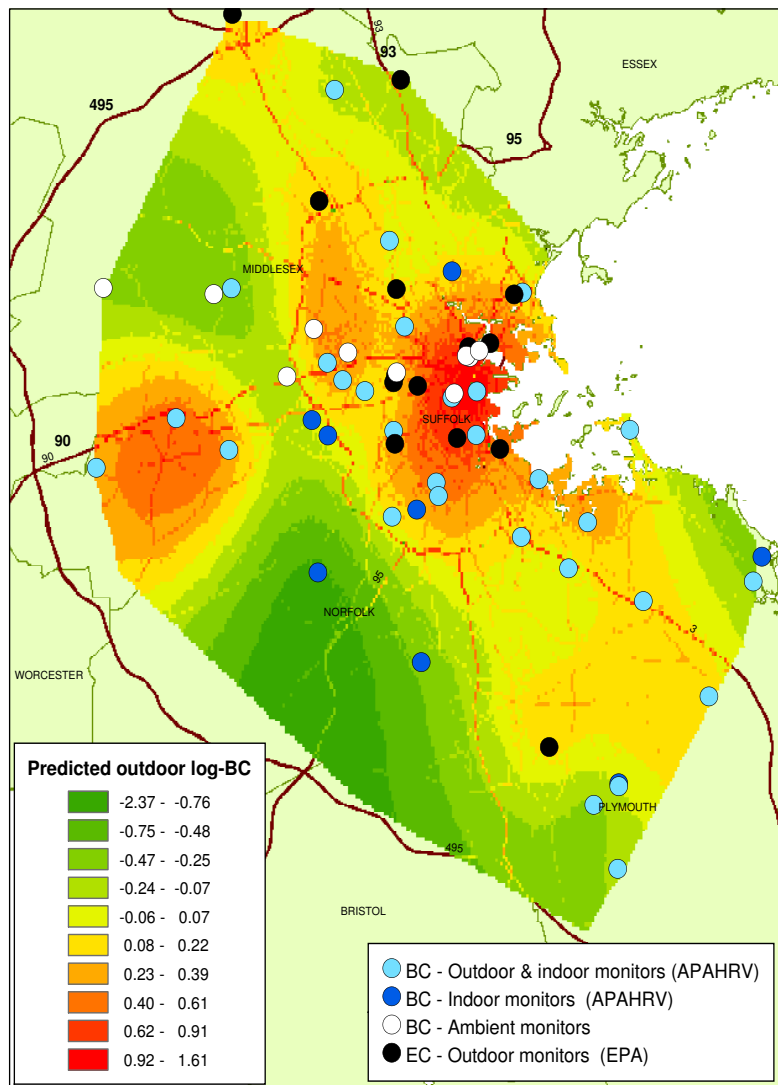 93
93
ESSEX
495
95
MIDDLESEX
SUFFOLK
90
90
95
NORFOLK
3
WORCESTER
PLYMOUTH
495
BRISTOL
Predicted outdoor log-BC
-2.37 - -0.76
-0.75 - -0.48
-0.47 - -0.25
-0.24 - -0.07
-0.06 - 0.07
0.08 - 0.22
0.23 - 0.39
0.40 - 0.61
0.62 - 0.91
0.92 - 1.61
BC - Outdoor & indoor monitors (APAHRV)
BC - Indoor monitors (APAHRV)
BC - Ambient monitors
EC - Outdoor monitors (EPA)